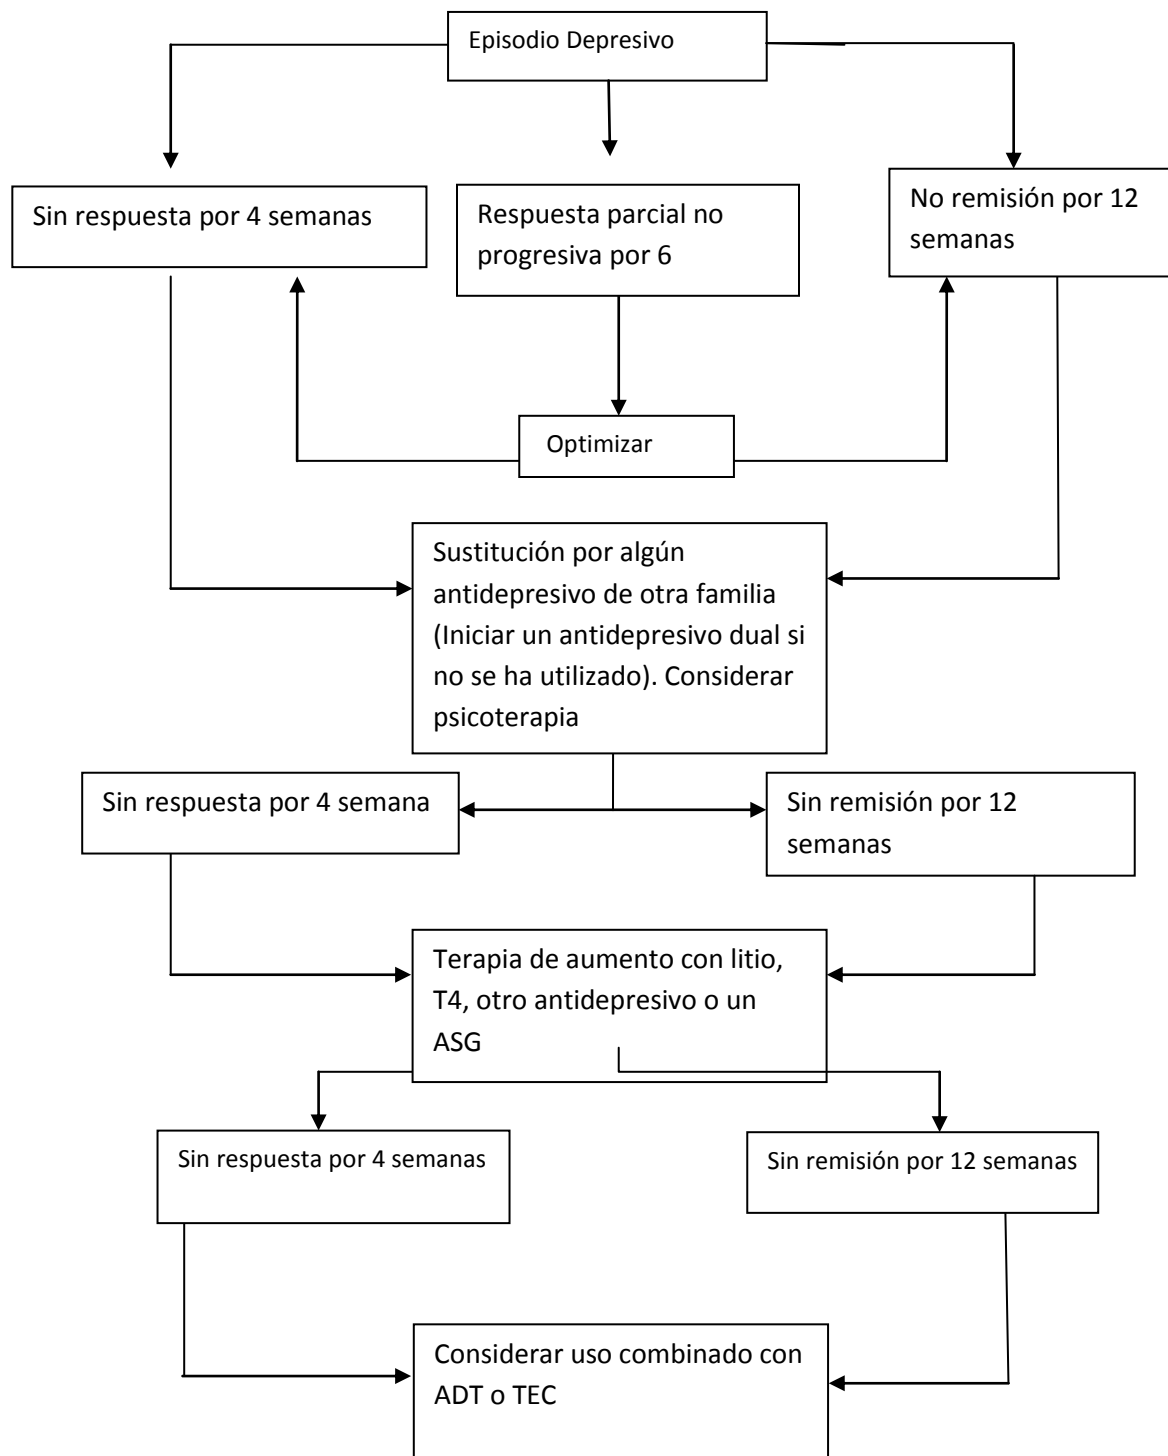 Episodio Depresivo
Sin respuesta por 4 semanas
Respuesta parcial no
progresiva por 6
No remisión por 12
semanas
Optimizar
Sustitución por algún
antidepresivo de otra familia
(Iniciar un antidepresivo dual si
no se ha utilizado). Considerar
psicoterapia
Sin respuesta por 4 semana
Sin remisión por 12
semanas
Terapia de aumento con litio,
T4, otro antidepresivo o un
ASG
Sin respuesta por 4 semanas
Sin remisión por 12 semanas
Considerar uso combinado con
ADT o TEC